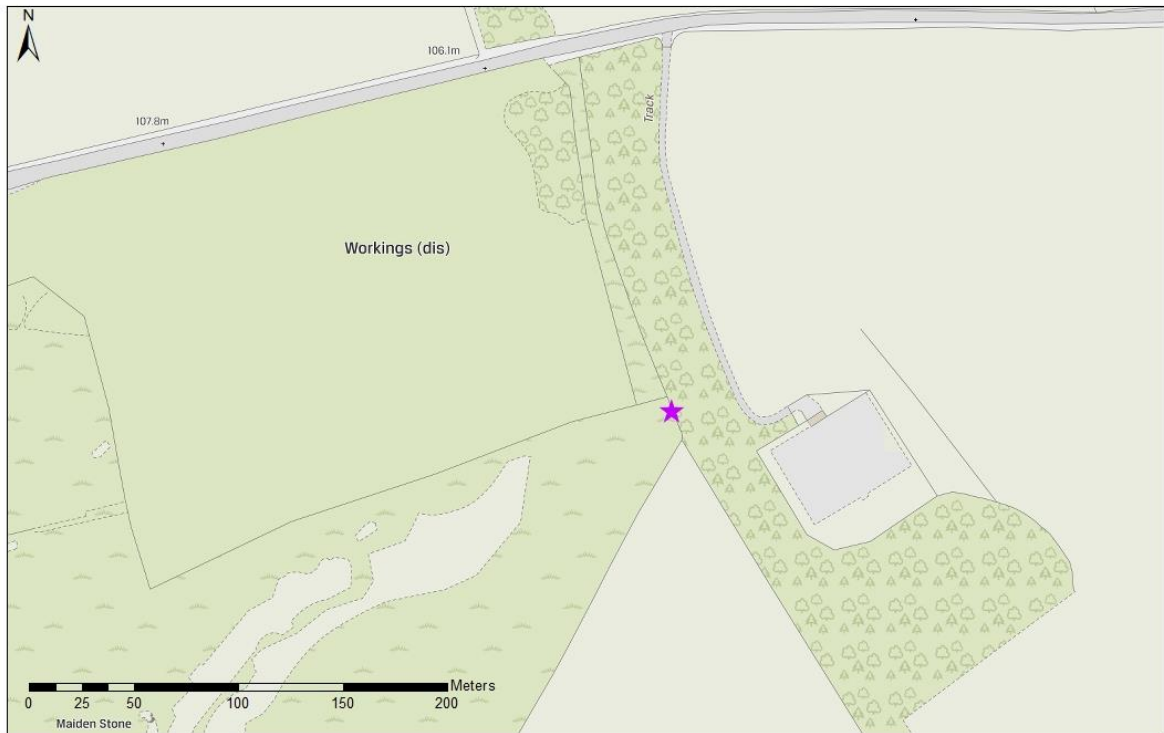 N
106.1m
107.8m
Track
Workings (dis)
Meters
0 25 50 100 150 200
Maiden Stone